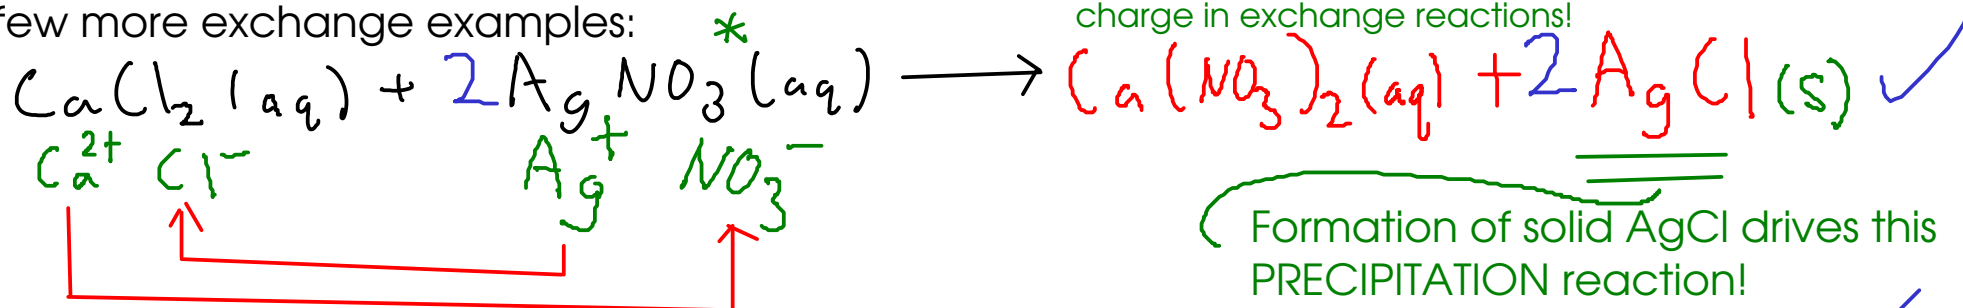 few more exchange examples: *
charge in exchange reactions!
CaCl₂(aq) + 2AgNO₃(aq) → Ca(NO₃)₂(aq) + 2AgCl(s) ✓
Ca²⁺ Cl⁻ Ag⁺ NO₃⁻
Formation of solid AgCl drives this
PRECIPITATION reaction!